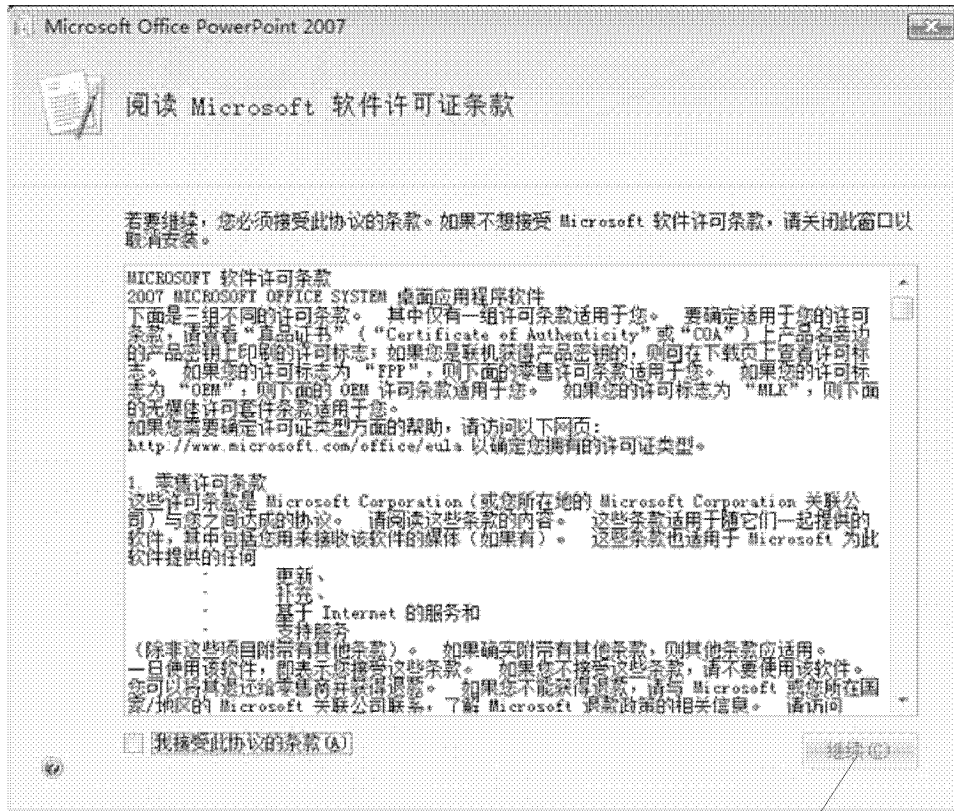 Microsoft Office PowerPoint 2007
阅读 Microsoft 软件许可证条款
若要继续，您必须接受此协议的条款。如果不想接受 Microsoft 软件许可条款，请关闭此窗口以
取消安装。
MICROSOFT 软件许可条款
2007 MICROSOFT OFFICE SYSTEM 桌面应用程序软件
下面是三组不同的许可条款。 其中仅有一组许可条款适用于您。 要确定适用于您的许可
条款，请查看“真品证书”（“Certificate of Authenticity”或“COA”）上产品名旁边
的产品密钥上印刷的许可标志；如果您是联机获得产品密钥的，则可在下载页上查看许可标
志。 如果您的许可标志为“FPP”，则下面的零售许可条款适用于您。 如果您的许可标
志为 “OEM”，则下面的 OEM 许可条款适用于您。 如果您的许可标志为 “MLK”，则下面
的无媒体许可套件条款适用于您。
如果您需要确定许可证类型方面的帮助，请访问以下网页：
http://www.microsoft.com/office/eula 以确定您拥有的许可证类型。
1. 零售许可条款
这些许可条款是 Microsoft Corporation（或您所在地的 Microsoft Corporation 关联公
司）与您之间达成的协议。 请阅读这些条款的内容。 这些条款适用于随它们一起提供的
软件，其中包括您用来接收该软件的媒体（如果有）。 这些条款也适用于 Microsoft 为此
软件提供的任何
· 更新、
· 补充、
· 基于 Internet 的服务和
· 支持服务
（除非这些项目附带有其他条款）。 如果确实附带有其他条款，则其他条款应适用。
一旦使用该软件，即表示您接受这些条款。 如果您不接受这些条款，请不要使用该软件。
您可以将其退还给零售商并获得退款。 如果您不能获得退款，请与 Microsoft 或您所在国
家/地区的 Microsoft 关联公司联系，了解 Microsoft 退款政策的相关信息。 请访问
我接受此协议的条款(A)
继续(C)